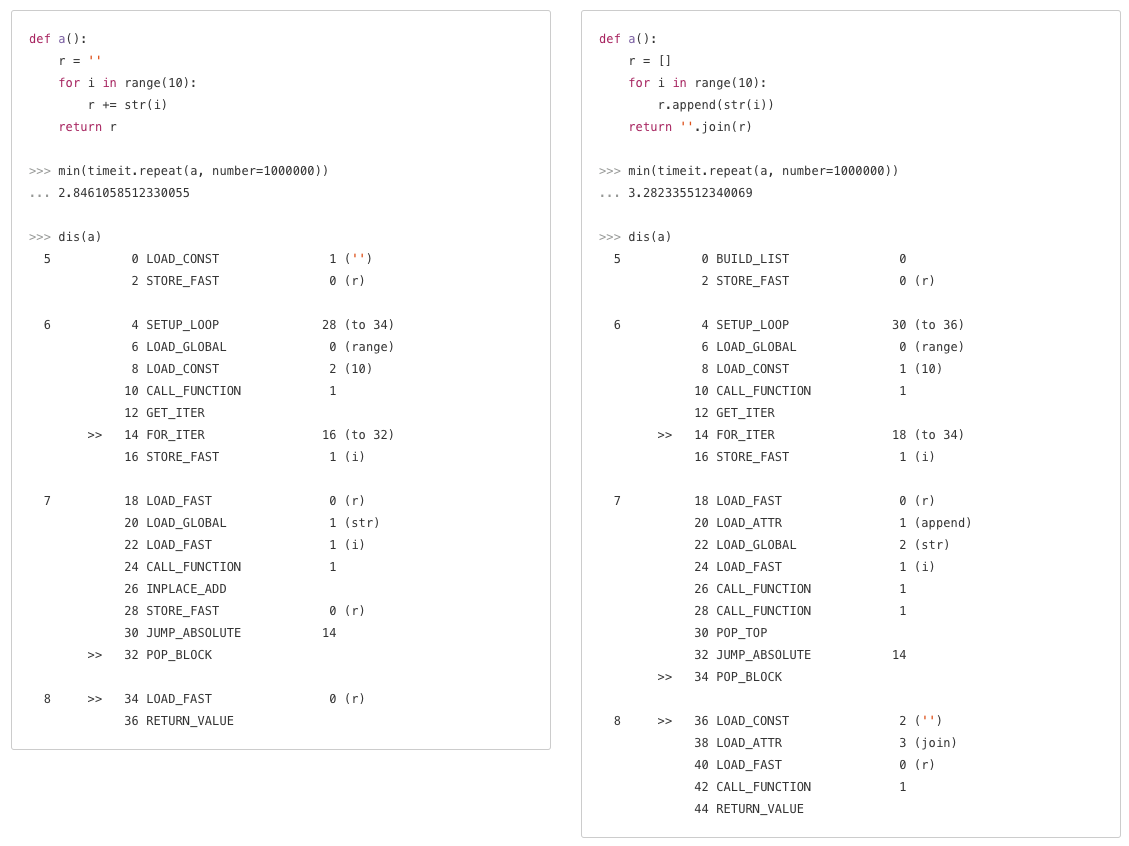 def a():
    r = ''
    for i in range(10):
        r += str(i)
    return r
>>> min(timeit.repeat(a, number=1000000))
... 2.8461058512330055
>>> dis(a)
  5           0 LOAD_CONST               1 ('')
              2 STORE_FAST               0 (r)
  6           4 SETUP_LOOP              28 (to 34)
              6 LOAD_GLOBAL              0 (range)
              8 LOAD_CONST               2 (10)
             10 CALL_FUNCTION            1
             12 GET_ITER
        >>   14 FOR_ITER                16 (to 32)
             16 STORE_FAST               1 (i)
  7          18 LOAD_FAST                0 (r)
             20 LOAD_GLOBAL              1 (str)
             22 LOAD_FAST                1 (i)
             24 CALL_FUNCTION            1
             26 INPLACE_ADD
             28 STORE_FAST               0 (r)
             30 JUMP_ABSOLUTE           14
        >>   32 POP_BLOCK
  8     >>   34 LOAD_FAST                0 (r)
             36 RETURN_VALUE
def a():
    r = []
    for i in range(10):
        r.append(str(i))
    return ''.join(r)
>>> min(timeit.repeat(a, number=1000000))
... 3.282335512340069
>>> dis(a)
  5           0 BUILD_LIST               0
              2 STORE_FAST               0 (r)
  6           4 SETUP_LOOP              30 (to 36)
              6 LOAD_GLOBAL              0 (range)
              8 LOAD_CONST               1 (10)
             10 CALL_FUNCTION            1
             12 GET_ITER
        >>   14 FOR_ITER                18 (to 34)
             16 STORE_FAST               1 (i)
  7          18 LOAD_FAST                0 (r)
             20 LOAD_ATTR                1 (append)
             22 LOAD_GLOBAL              2 (str)
             24 LOAD_FAST                1 (i)
             26 CALL_FUNCTION            1
             28 CALL_FUNCTION            1
             30 POP_TOP
             32 JUMP_ABSOLUTE           14
        >>   34 POP_BLOCK
  8     >>   36 LOAD_CONST               2 ('')
             38 LOAD_ATTR                3 (join)
             40 LOAD_FAST                0 (r)
             42 CALL_FUNCTION            1
             44 RETURN_VALUE